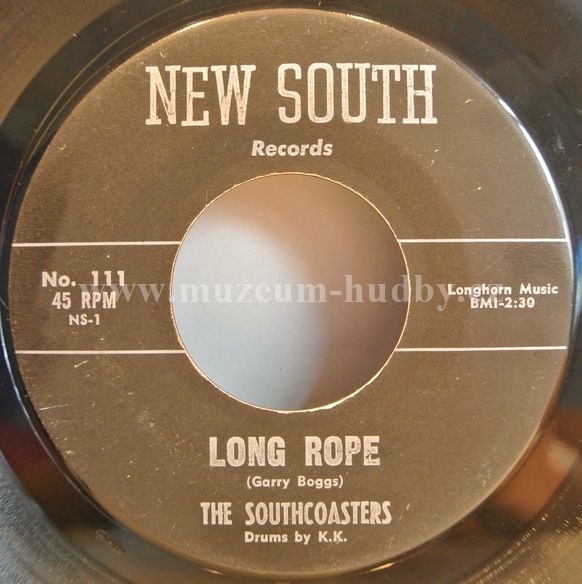 NEW SOUTH
Records
No. 111
45 RPM
NS-1
Longhorn Music
BMI-2:30
www.muzeum-hudby.
LONG ROPE
(Garry Boggs)
THE SOUTHCOASTERS
Drums by K.K.